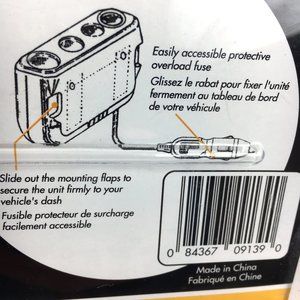 Easily accessible protective
overload fuse
Glissez le rabat pour fixer l'unité
fermement au tableau de bord
de votre véhicule
Slide out the mounting flaps to
secure the unit firmly to your
vehicle's dash
Fusible protecteur de surcharge
facilement accessible
0 84367 09139 0
Made in China
Fabriqué en Chine